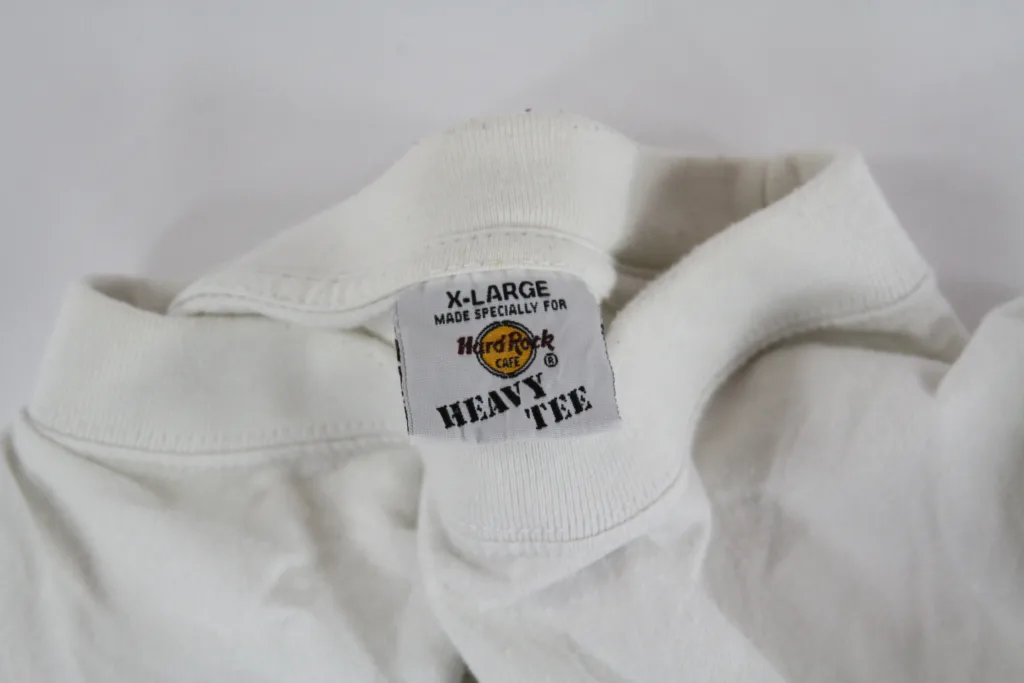 X-LARGE
MADE SPECIALLY FOR
Hard Rock
CAFE ®
HEAVY
TEE